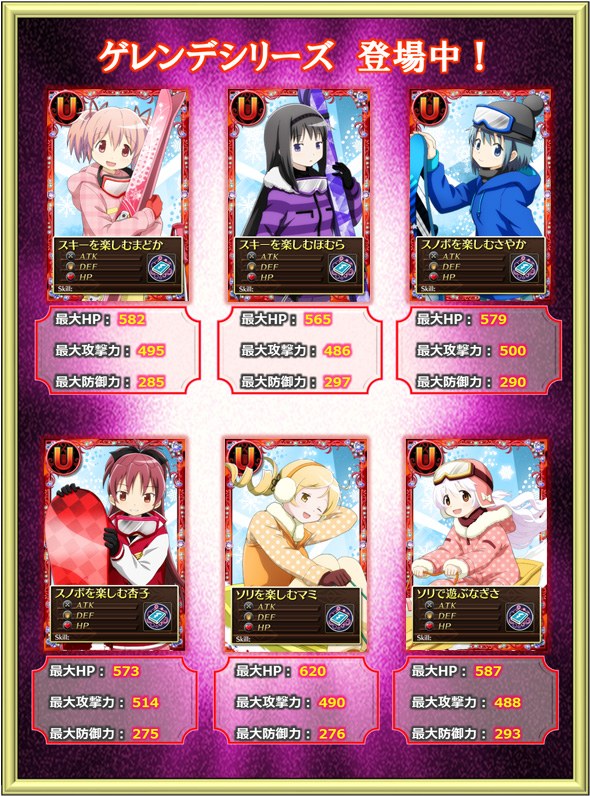 ゲレンデシリーズ 登場中！
U
スキーを楽しむまどか
ATK
DEF
HP
Skill:
最大HP： 582
最大攻撃力： 495
最大防御力： 285
U
スキーを楽しむほむら
ATK
DEF
HP
Skill:
最大HP： 565
最大攻撃力： 486
最大防御力： 297
U
スノボを楽しむさやか
ATK
DEF
HP
Skill:
最大HP： 579
最大攻撃力： 500
最大防御力： 290
U
スノボを楽しむ杏子
ATK
DEF
HP
Skill:
最大HP： 573
最大攻撃力： 514
最大防御力： 275
U
ソリを楽しむマミ
ATK
DEF
HP
Skill:
最大HP： 620
最大攻撃力： 490
最大防御力： 276
U
ソリで遊ぶなぎさ
ATK
DEF
HP
Skill:
最大HP： 587
最大攻撃力： 488
最大防御力： 293